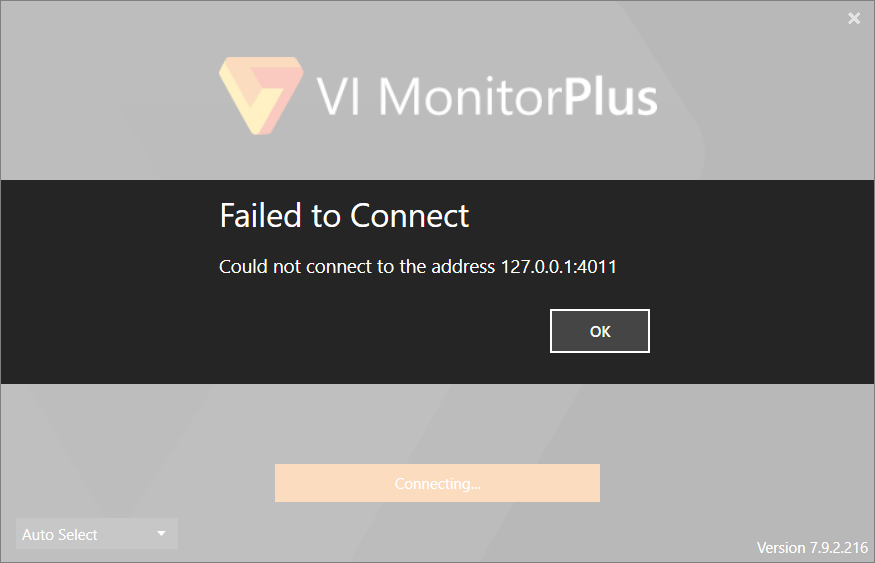 VI MonitorPlus
Failed to Connect
Could not connect to the address 127.0.0.1:4011
OK
Connecting...
Auto Select
Version 7.9.2.216